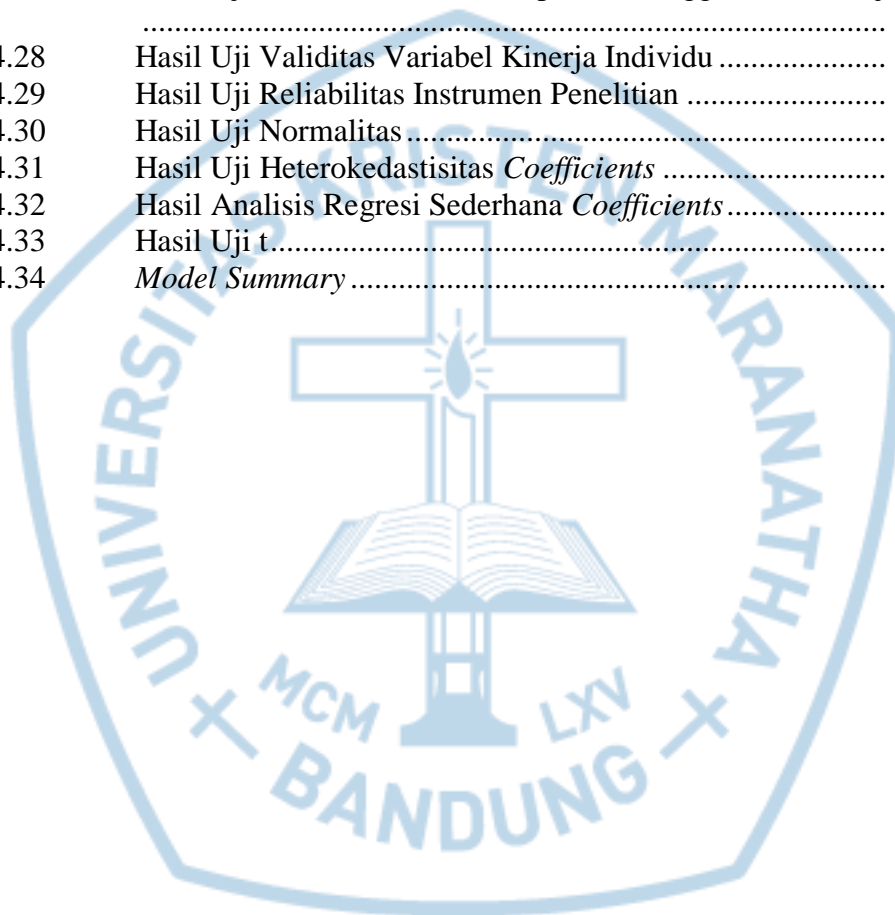 .............................................................................................
4.28 Hasil Uji Validitas Variabel Kinerja Individu .....................
4.29 Hasil Uji Reliabilitas Instrumen Penelitian .........................
4.30 Hasil Uji Normalitas ............................................................
4.31 Hasil Uji Heterokedastisitas Coefficients ............................
4.32 Hasil Analisis Regresi Sederhana Coefficients ....................
4.33 Hasil Uji t.............................................................................
4.34 Model Summary ...................................................................
UNIVERSITAS KRISTEN MARANATHA
MCM LXV
BANDUNG